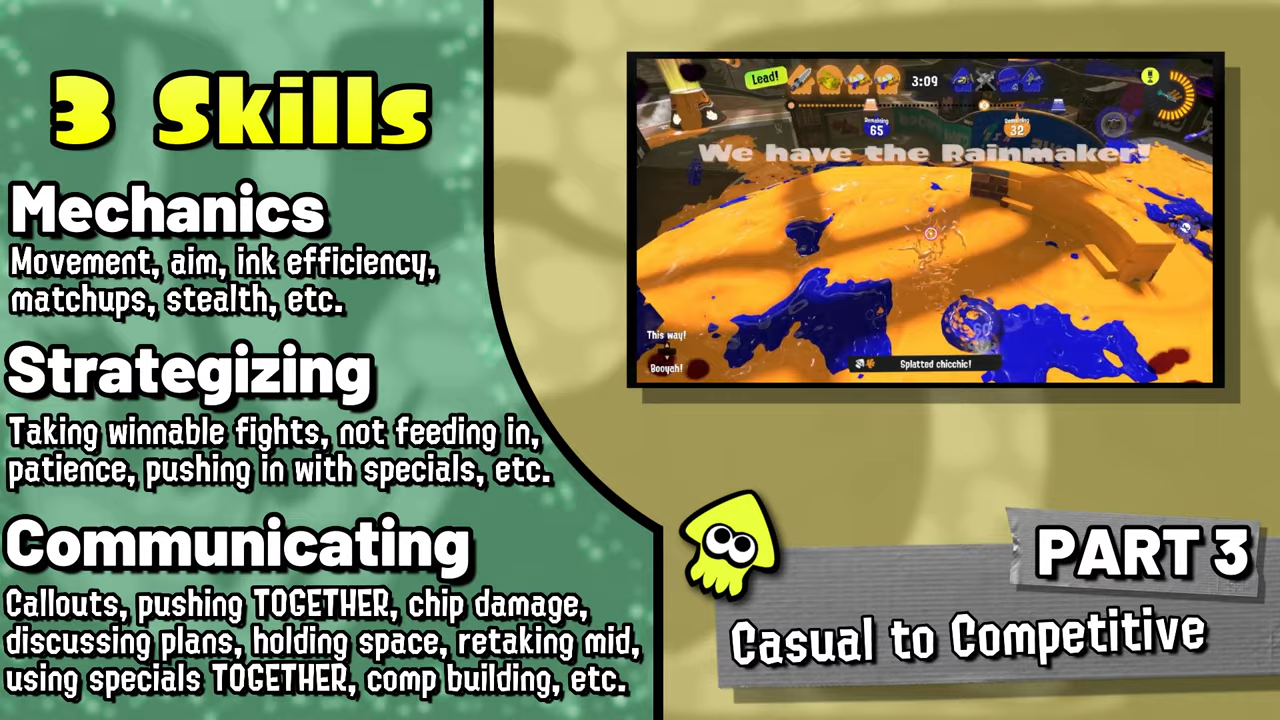 3 Skills
Mechanics
Movement, aim, ink efficiency,
matchups, stealth, etc.
Strategizing
Taking winnable fights, not feeding in,
patience, pushing in with specials, etc.
Communicating
Callouts, pushing TOGETHER, chip damage,
discussing plans, holding space, retaking mid,
using specials TOGETHER, comp building, etc.
Lead!
3:09
Remaining
65
Remaining
32
We have the Rainmaker!
This way!
Booyah!
Splatted chicchic!
PART 3
Casual to Competitive